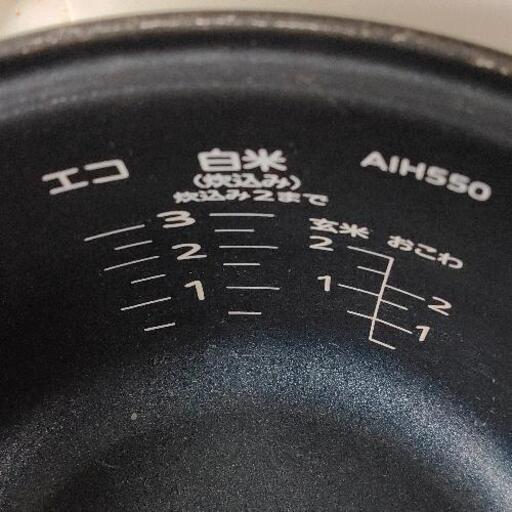 エコ 白米 AIH550
(炊込み)
炊込み2まで
玄米 おこわ
3
2 2
1 1 2
1